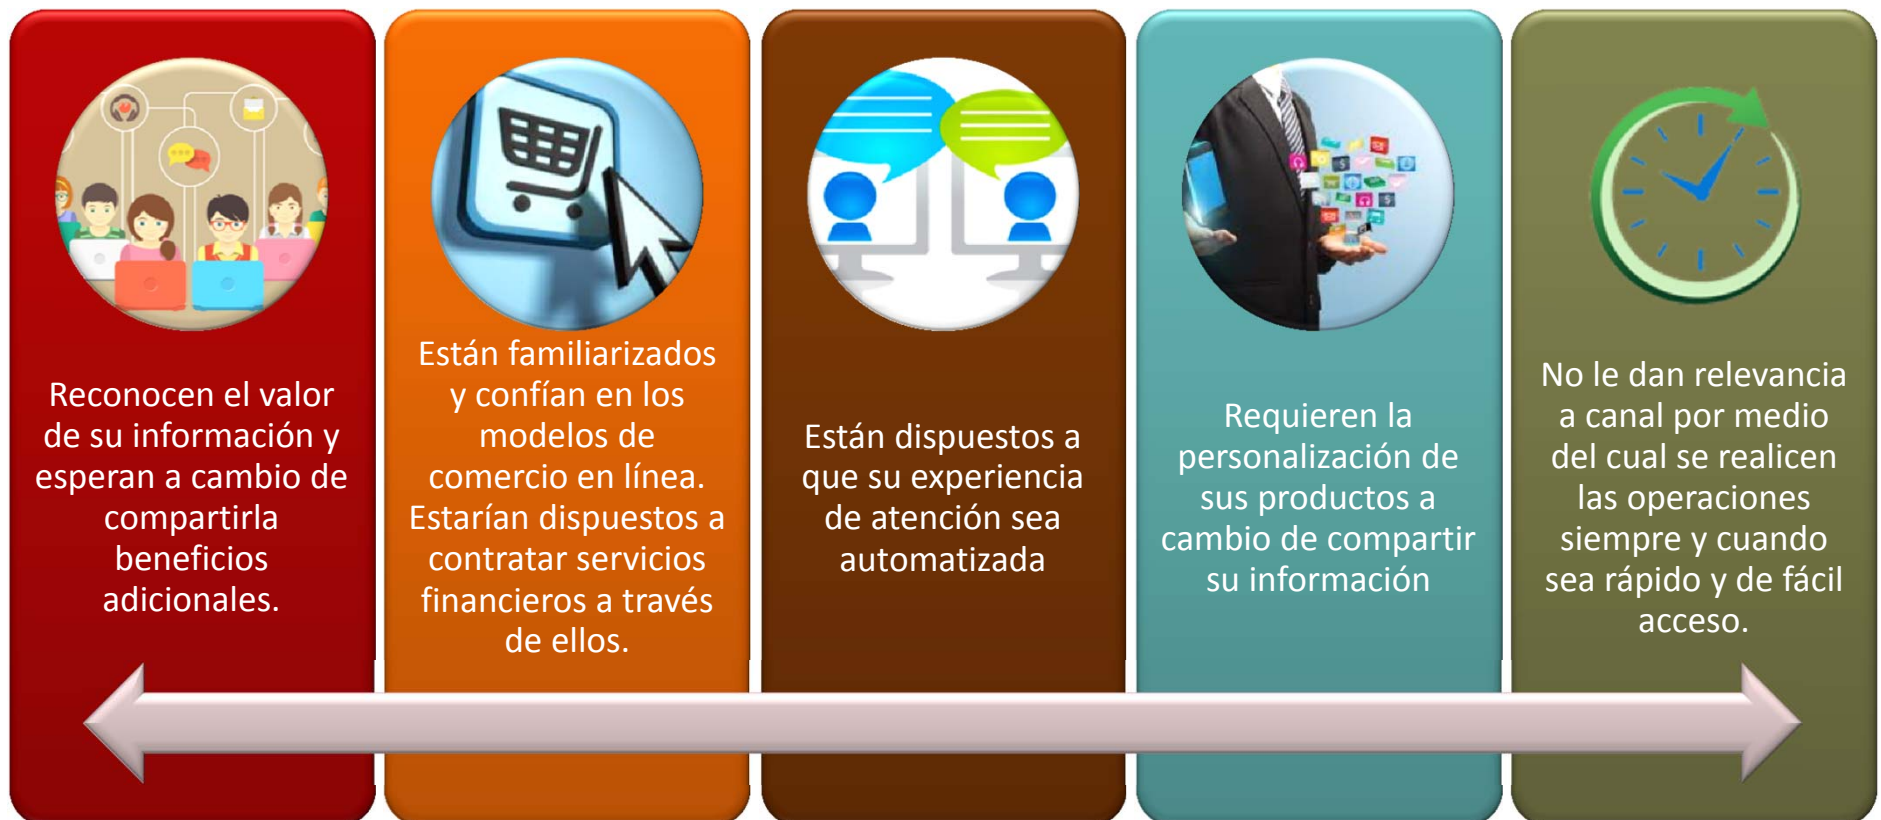 Reconocen el valor
de su información y
esperan a cambio de
compartirla
beneficios
adicionales.
Están familiarizados
y confían en los
modelos de
comercio en línea.
Estarían dispuestos a
contratar servicios
financieros a través
de ellos.
Están dispuestos a
que su experiencia
de atención sea
automatizada
Requieren la
personalización de
sus productos a
cambio de compartir
su información
No le dan relevancia
a canal por medio
del cual se realicen
las operaciones
siempre y cuando
sea rápido y de fácil
acceso.